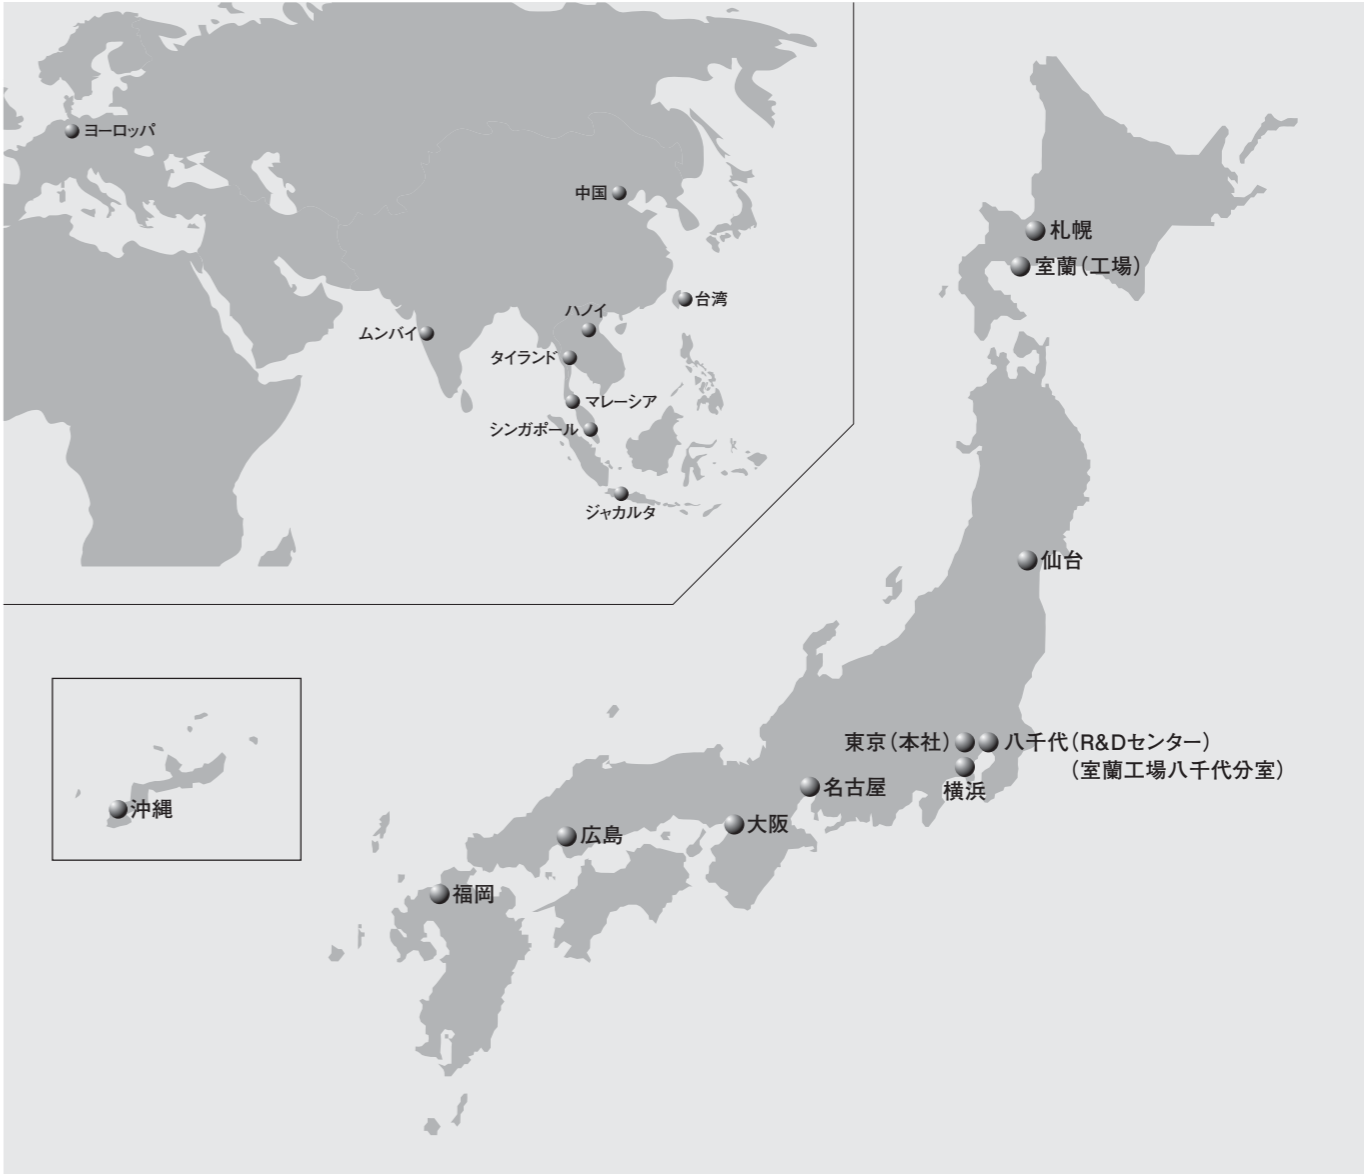 ヨーロッパ
中国
台湾
ハノイ
ムンバイ
タイランド
マレーシア
シンガポール
ジャカルタ
札幌
室蘭（工場）
仙台
東京（本社）
八千代（R&Dセンター）
（室蘭工場八千代分室）
横浜
名古屋
大阪
広島
福岡
沖縄